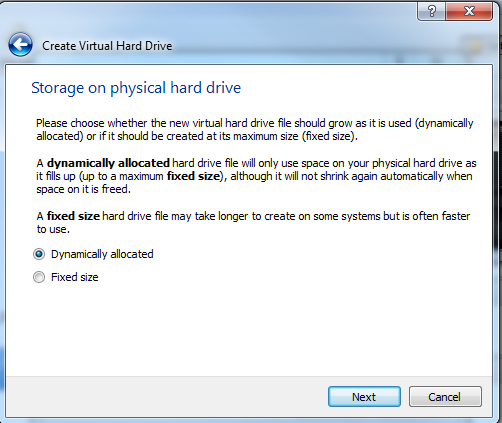 ?
Create Virtual Hard Drive
Storage on physical hard drive
Please choose whether the new virtual hard drive file should grow as it is used (dynamically
allocated) or if it should be created at its maximum size (fixed size).
A dynamically allocated hard drive file will only use space on your physical hard drive as
it fills up (up to a maximum fixed size), although it will not shrink again automatically when
space on it is freed.
A fixed size hard drive file may take longer to create on some systems but is often faster
to use.
Dynamically allocated
Fixed size
Next
Cancel